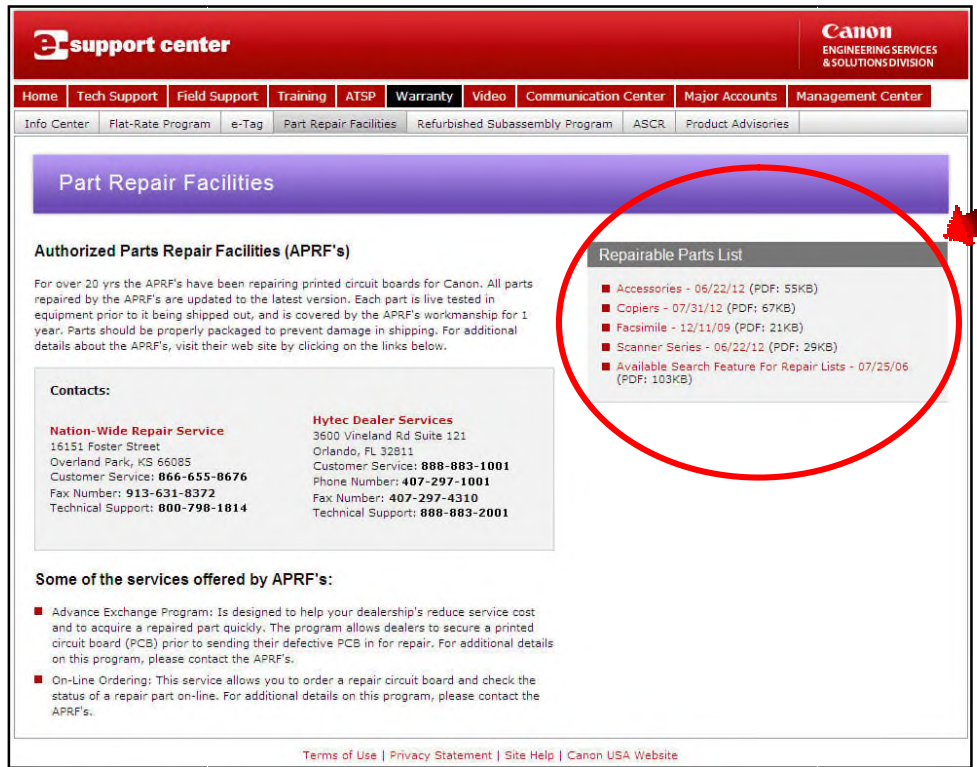 e-support center
Canon
ENGINEERING SERVICES
& SOLUTIONS DIVISION
Home Tech Support Field Support Training ATSP Warranty Video Communication Center Major Accounts Management Center
Info Center Flat-Rate Program e-Tag Part Repair Facilities Refurbished Subassembly Program ASCR Product Advisories
Part Repair Facilities
Authorized Parts Repair Facilities (APRF's)
For over 20 yrs the APRF's have been repairing printed circuit boards for Canon. All parts
repaired by the APRF's are updated to the latest version. Each part is live tested in
equipment prior to it being shipped out, and is covered by the APRF's workmanship for 1
year. Parts should be properly packaged to prevent damage in shipping. For additional
details about the APRF's, visit their web site by clicking on the links below.
Contacts:
Nation-Wide Repair Service
16151 Foster Street
Overland Park, KS 66085
Customer Service: 866-655-8676
Fax Number: 913-631-8372
Technical Support: 800-798-1814
Hytec Dealer Services
3600 Vineland Rd Suite 121
Orlando, FL 32811
Customer Service: 888-883-1001
Phone Number: 407-297-1001
Fax Number: 407-297-4310
Technical Support: 888-883-2001
Some of the services offered by APRF's:
Advance Exchange Program: Is designed to help your dealership's reduce service cost
and to acquire a repaired part quickly. The program allows dealers to secure a printed
circuit board (PCB) prior to sending their defective PCB in for repair. For additional details
on this program, please contact the APRF's.
On-Line Ordering: This service allows you to order a repair circuit board and check the
status of a repair part on-line. For additional details on this program, please contact the
APRF's.
Repairable Parts List
Accessories - 06/22/12 (PDF: 55KB)
Copiers - 07/31/12 (PDF: 67KB)
Facsimile - 12/11/09 (PDF: 21KB)
Scanner Series - 06/22/12 (PDF: 29KB)
Available Search Feature For Repair Lists - 07/25/06
(PDF: 103KB)
Terms of Use | Privacy Statement | Site Help | Canon USA Website